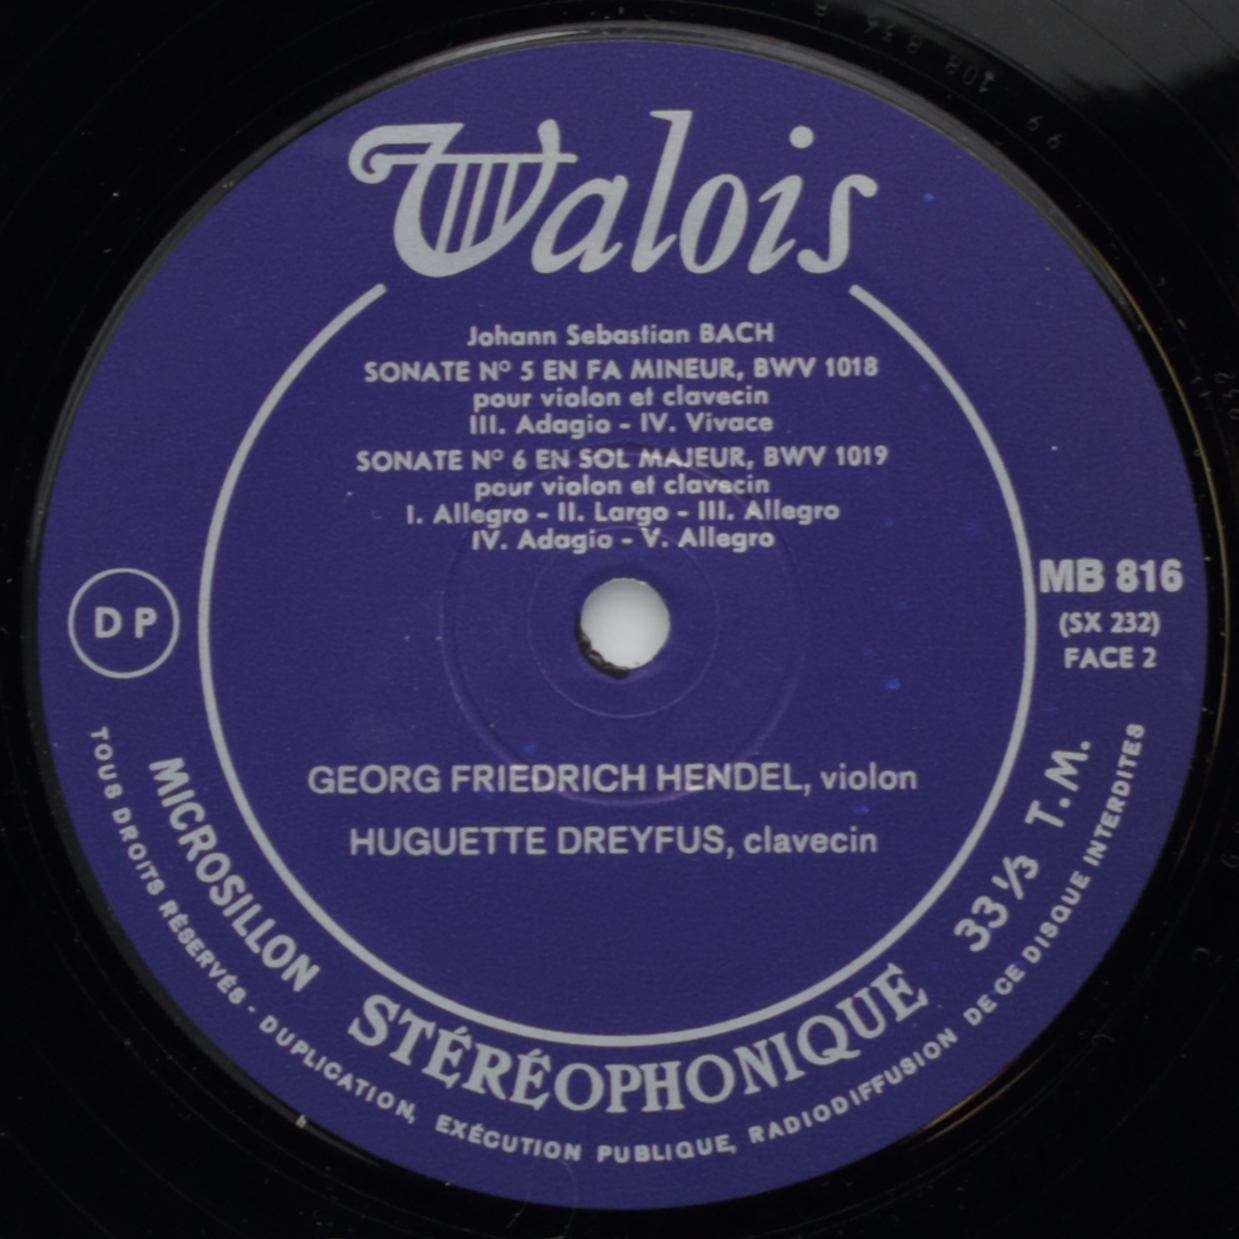 Valois
Johann Sebastian BACH
SONATE N° 5 EN FA MINEUR, BWV 1018
pour violon et clavecin
III. Adagio - IV. Vivace
SONATE N° 6 EN SOL MAJEUR, BWV 1019
pour violon et clavecin
I. Allegro - II. Largo - III. Allegro
IV. Adagio - V. Allegro
DP
MB 816
(SX 232)
FACE 2
GEORG FRIEDRICH HENDEL, violon
HUGUETTE DREYFUS, clavecin
MICROSILLON STÉRÉOPHONIQUE 33 1/3 T.M.
TOUS DROITS RÉSERVÉS - DUPLICATION, EXÉCUTION PUBLIQUE, RADIODIFFUSION DE CE DISQUE INTERDITES